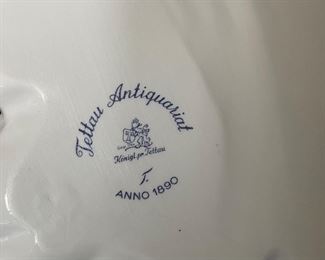 Tettau Antiquariat
Königl. pr. Tettau
T.
ANNO 1890